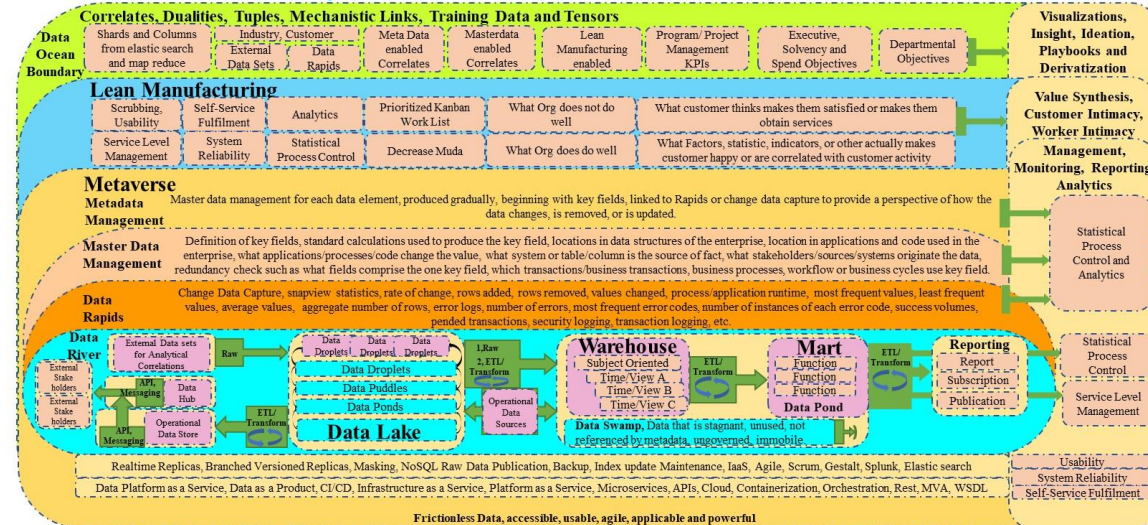 Correlates, Dualities, Tuples, Mechanistic Links, Training Data and Tensors
Data
Ocean
Boundary
Shards and Columns
from elastic search
and map reduce
Industry, Customer
External
Data Sets
Data
Rapids
Meta Data
enabled
Correlates
Masterdata
enabled
Correlates
Lean
Manufacturing
enabled
Program/ Project
Management
KPIs
Executive,
Solvency and
Spend Objectives
Departmental
Objectives
Visualizations,
Insight, Ideation,
Playbooks and
Derivatization
Lean Manufacturing
Scrubbing,
Usability
Self-Service
Fulfilment
Analytics
Prioritized Kanban
Work List
What Org does not do
well
What customer thinks makes them satisfied or makes them
obtain services
Service Level
Management
System
Reliability
Statistical
Process Control
Decrease Muda
What Org does do well
What Factors, statistic, indicators, or other actually makes
customer happy or are correlated with customer activity
Value Synthesis,
Customer Intimacy,
Worker Intimacy
Management,
Monitoring, Reporting
Analytics
Metaverse
Metadata
Management
Master data management for each data element, produced gradually, beginning with key fields, linked to Rapids or change data capture to provide a perspective of how the
data changes, is removed, or is updated.
Statistical
Process
Control and
Analytics
Master Data
Management
Definition of key fields, standard calculations used to produce the key field, locations in data structures of the enterprise, location in applications and code used in the
enterprise, what applications/processes/code change the value, what system or table/column is the source of fact, what stakeholders/sources/systems originate the data,
redundancy check such as what fields comprise the one key field, which transactions/business transactions, business processes, workflow or business cycles use key field.
Data
Rapids
Change Data Capture, snapview statistics, rate of change, rows added, rows removed, values changed, process/application runtime, most frequent values, least frequent
values, average values, aggregate number of rows, error logs, number of errors, most frequent error codes, number of instances of each error code, success volumes,
pended transactions, security logging, transaction logging, etc.
Data
River
External Data sets
for Analytical
Correlations
Raw
External
Stake
holders
External
Stake
holders
API,
Messaging
Data
Hub
API,
Messaging
Operational
Data Store
ETL/
Transform
Data Droplets
Data Droplets
Data Droplets
Data Droplets
Data Puddles
Data Ponds
Data Lake
1,Raw
2, ETL/
Transform
Operational
Data
Sources
Warehouse
Subject Oriented
Time/View A
Time/View B
Time/View C
ETL/
Transform
Mart
Function
Function
Function
Data Pond
Data Swamp, Data that is stagnant, unused, not
referenced by metadata, ungoverned, immobile.
ETL/
Transform
Reporting
Report
Subscription
Publication
Statistical
Process
Control
Service Level
Management
Realtime Replicas, Branched Versioned Replicas, Masking, NoSQL Raw Data Publication, Backup, Index update Maintenance, IaaS, Agile, Scrum, Gestalt, Splunk, Elastic search
Data Platform as a Service, Data as a Product, CI/CD, Infrastructure as a Service, Platform as a Service, Microservices, APIs, Cloud, Containerization, Orchestration, Rest, MVA, WSDL
Usability
System Reliability
Self-Service Fulfilment
Frictionless Data, accessible, usable, agile, applicable and powerful